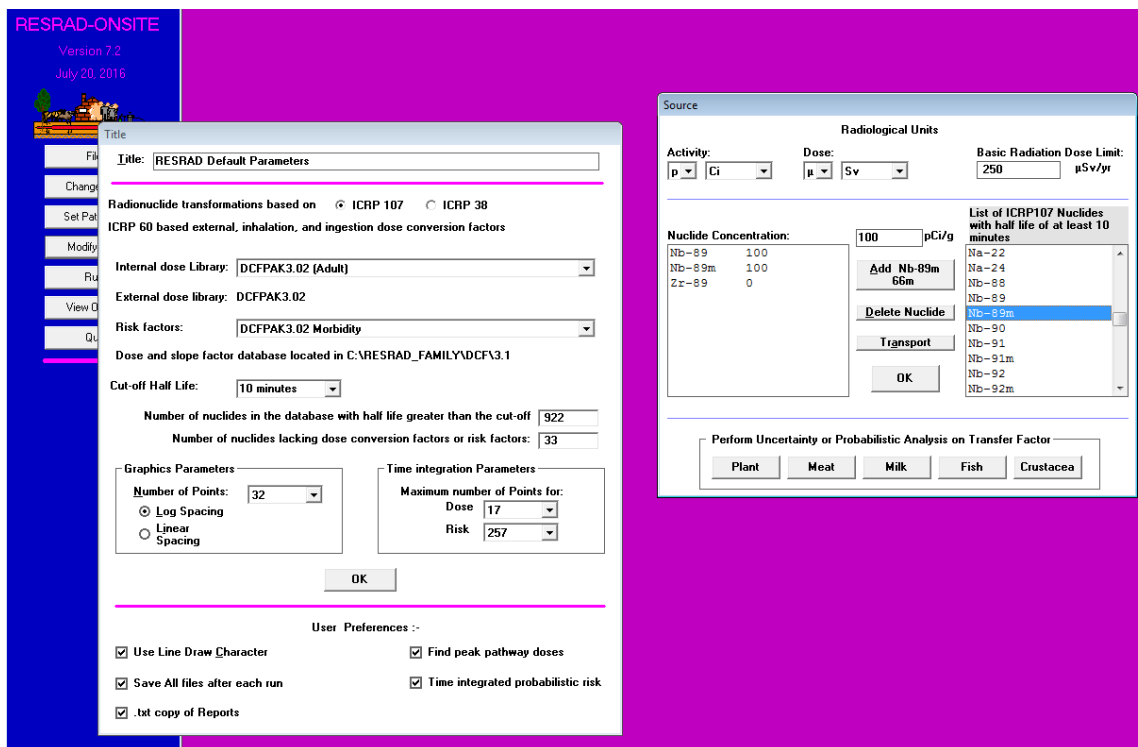 RESRAD-ONSITE
Version 7.2
July 20, 2016
Fil
Change
Set Pat
Modify
Ru
View O
Qu
Title
Title: RESRAD Default Parameters
Radionuclide transformations based on ICRP 107 ICRP 38
ICRP 60 based external, inhalation, and ingestion dose conversion factors
Internal dose Library: DCFPAK3.02 (Adult)
External dose library: DCFPAK3.02
Risk factors: DCFPAK3.02 Morbidity
Dose and slope factor database located in C:\RESRAD_FAMILY\DCF\3.1
Cut-off Half Life: 10 minutes
Number of nuclides in the database with half life greater than the cut-off 922
Number of nuclides lacking dose conversion factors or risk factors: 33
Graphics Parameters
Number of Points: 32
Log Spacing
Linear
Spacing
Time integration Parameters
Maximum number of Points for:
Dose 17
Risk 257
OK
User Preferences :-
Use Line Draw Character
Find peak pathway doses
Save All files after each run
Time integrated probabilistic risk
.txt copy of Reports
Source
Radiological Units
Activity: Dose: Basic Radiation Dose Limit:
p Ci µ Sv 250 µSv/yr
Nuclide Concentration:
Nb-89 100
Nb-89m 100
Zr-89 0
100 pCi/g
Add Nb-89m
66m
Delete Nuclide
Transport
OK
List of ICRP107 Nuclides
with half life of at least 10
minutes
Na-22
Na-24
Nb-88
Nb-89
Nb-89m
Nb-90
Nb-91
Nb-91m
Nb-92
Nb-92m
Perform Uncertainty or Probabilistic Analysis on Transfer Factor
Plant Meat Milk Fish Crustacea